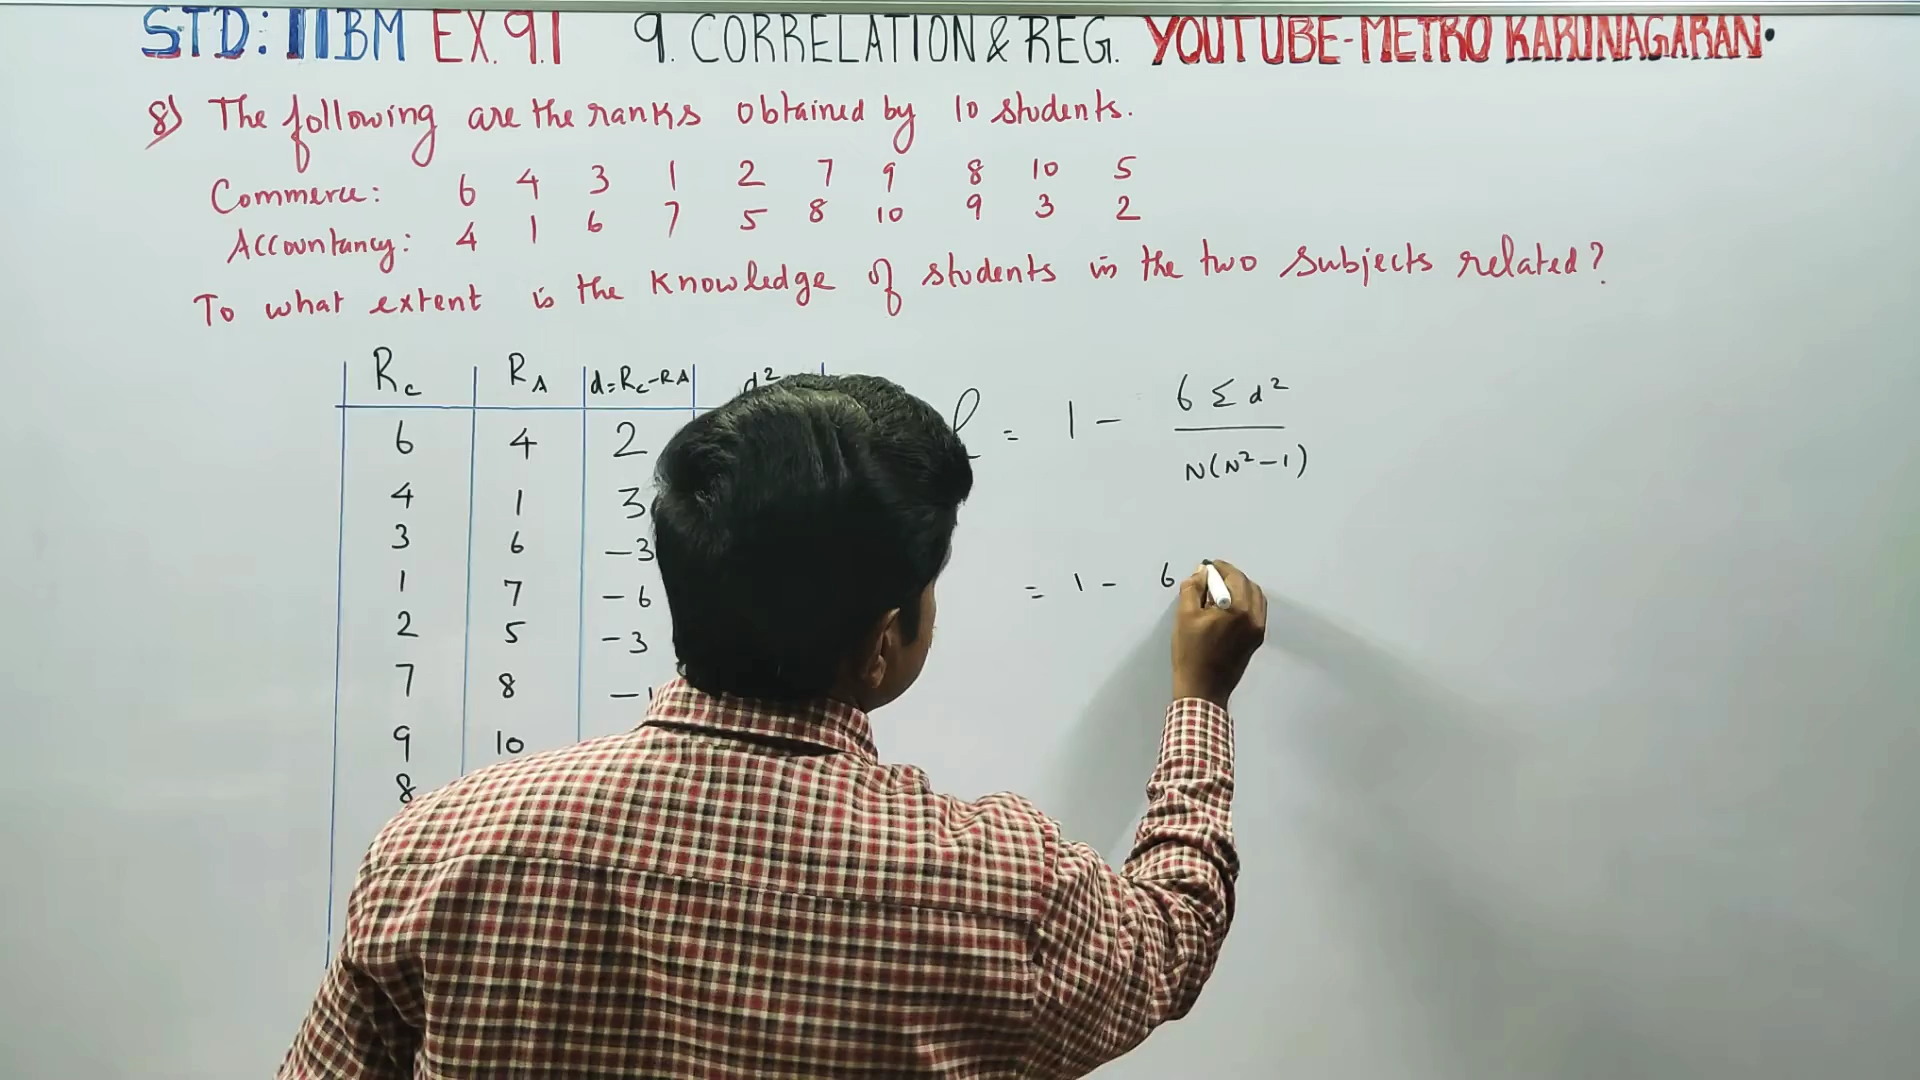 STD: 11BM EX. 9.1 9. CORRELATION & REG. YOUTUBE-METRO KARUNAGARAN.
8) The following are the ranks obtained by 10 students.
Commerce: 6 4 3 1 2 7 9 8 10 5
Accountancy: 4 1 6 7 5 8 10 9 3 2
To what extent is the knowledge of students in the two subjects related?
Rc RA d=Rc-RA d²
6 4 2
4 1 3
3 6 -3
1 7 -6
2 5 -3
7 8 -1
9 10
8
= 1 - 6 Σ d²
N(N²-1)
= 1 - 6